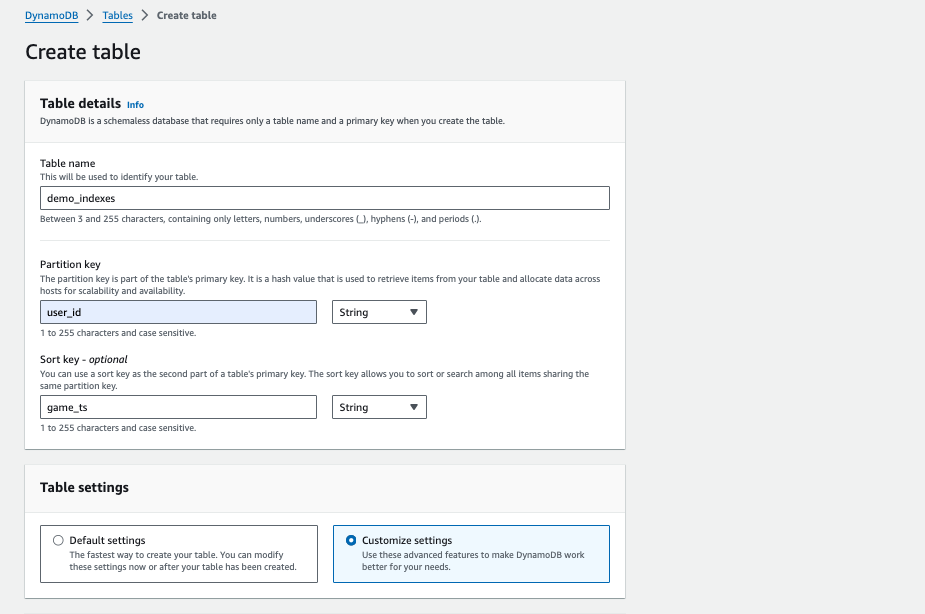 DynamoDB > Tables > Create table
Create table
Table details Info
DynamoDB is a schemaless database that requires only a table name and a primary key when you create the table.
Table name
This will be used to identify your table.
demo_indexes
Between 3 and 255 characters, containing only letters, numbers, underscores (_), hyphens (-), and periods (.).
Partition key
The partition key is part of the table's primary key. It is a hash value that is used to retrieve items from your table and allocate data across
hosts for scalability and availability.
user_id String
1 to 255 characters and case sensitive.
Sort key - optional
You can use a sort key as the second part of a table's primary key. The sort key allows you to sort or search among all items sharing the
same partition key.
game_ts String
1 to 255 characters and case sensitive.
Table settings
Default settings
The fastest way to create your table. You can modify
these settings now or after your table has been created.
Customize settings
Use these advanced features to make DynamoDB work
better for your needs.